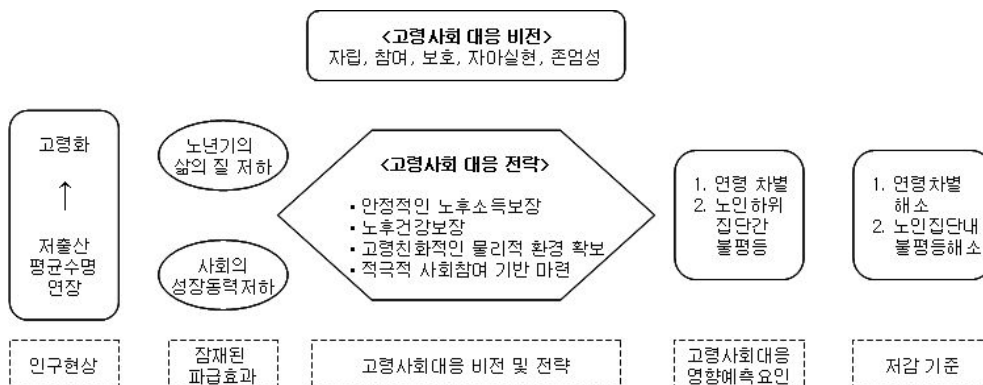 <고령사회 대응 비전>
자립, 참여, 보호, 자아실현, 존엄성
고령화
↑
저출산
평균수명
연장
노년기의
삶의 질 저하
사회의
성장동력저하
<고령사회 대응 전략>
▪ 안정적인 노후소득보장
▪ 노후건강보장
▪ 고령친화적인 물리적 환경 확보
▪ 적극적 사회참여 기반 마련
1. 연령 차별
2. 노인하위
집단간
불평등
1. 연령차별
해소
2. 노인집단내
불평등해소
인구현상
잠재된
파급효과
고령사회대응 비전 및 전략
고령사회대응
영향예측요인
저감 기준